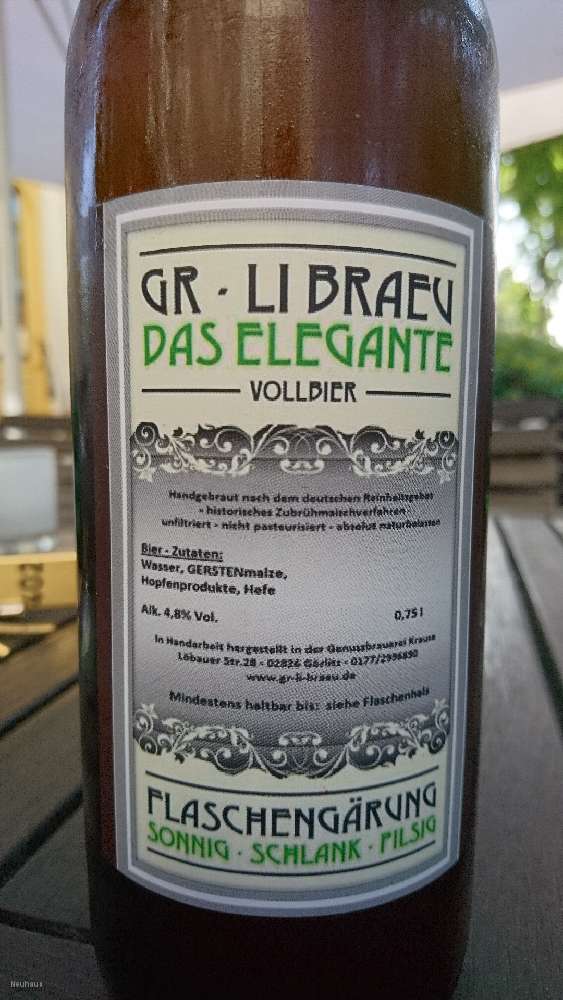 GR - LI BRAEU
DAS ELEGANTE
VOLLBIER
Handgebraut nach dem deutschen Reinheitsgebot
- historisches Zubrühmaischverfahren -
unfiltriert - nicht pasteurisiert - absolut naturbelassen
Bier - Zutaten:
Wasser, GERSTENmalze,
Hopfenprodukte, Hefe
Alk. 4,8% Vol. 0,75 l
In Handarbeit hergestellt in der Genussbrauerei Krause
Löbauer Str.28 - 02826 Görlitz - 0177/2996890
www.gr-li-braeu.de
Mindestens haltbar bis: siehe Flaschenhals
FLASCHENGÄRUNG
SONNIG · SCHLANK · PILSIG
Neuhaus